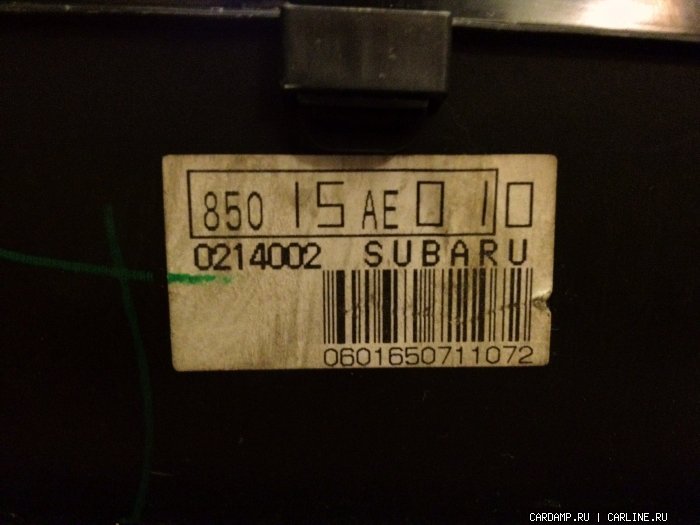 850 15 AE 0 10
0214002 SUBARU
0601650711072
CARDAMP.RU | CARLINE.RU